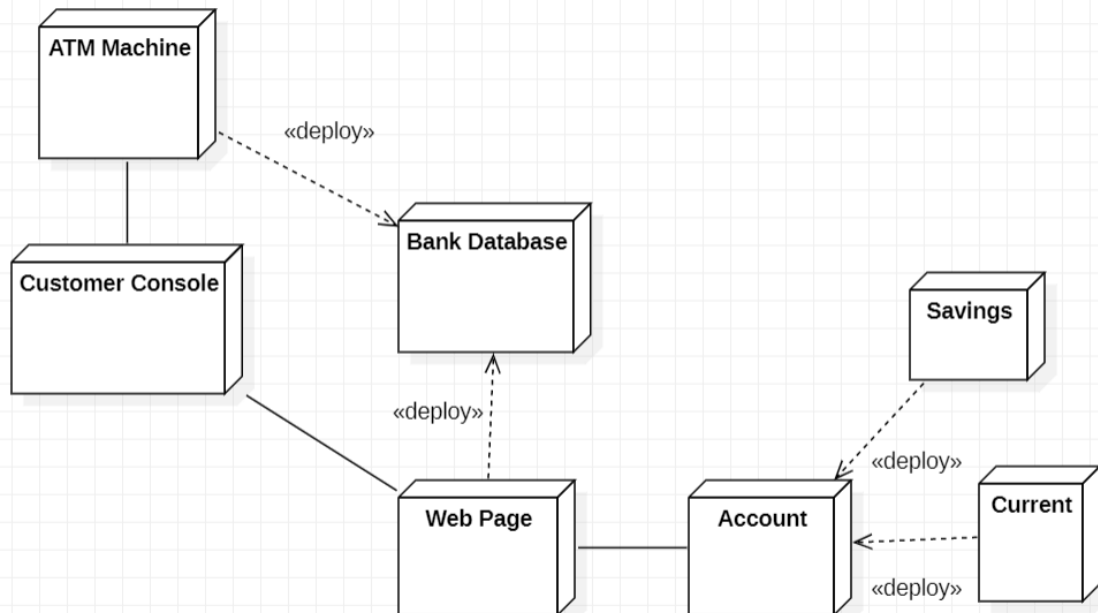 ATM Machine
«deploy»
Bank Database
Customer Console
Savings
«deploy»
«deploy»
Web Page
Account
Current
«deploy»